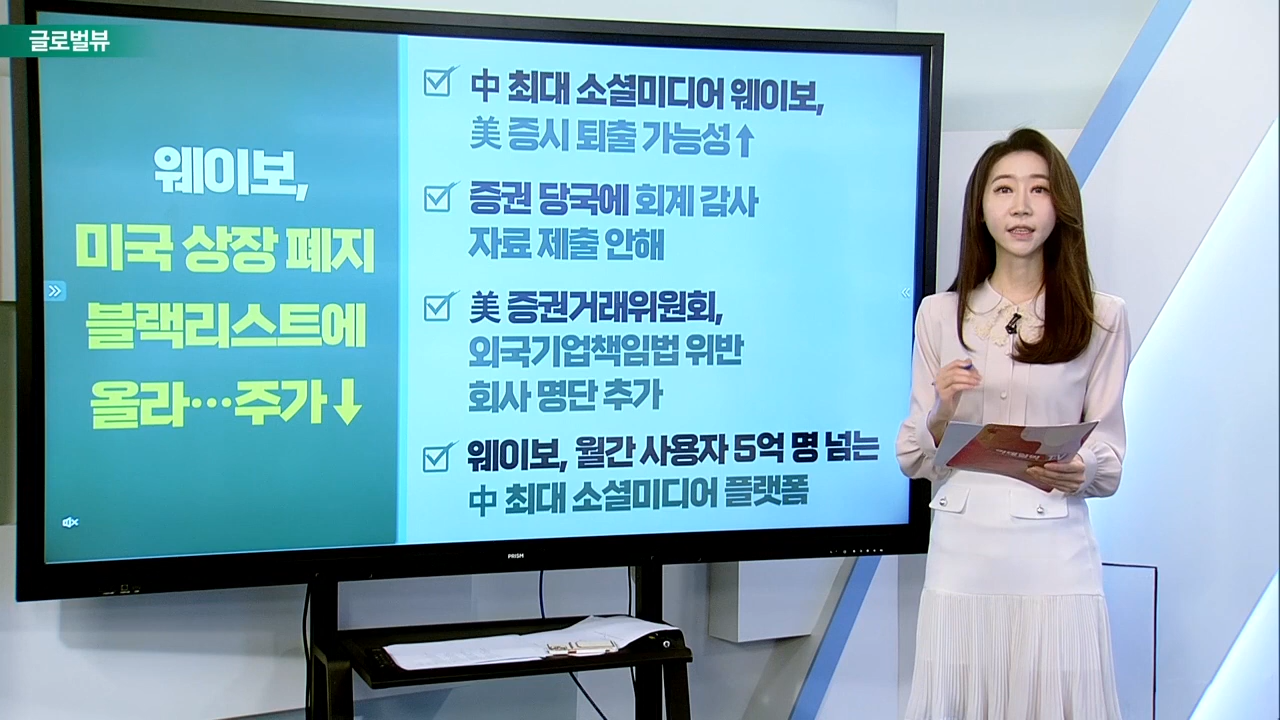 글로벌뷰
웨이보,
미국 상장 폐지
블랙리스트에
올라…주가↓
中 최대 소셜미디어 웨이보,
美 증시 퇴출 가능성↑
증권 당국에 회계 감사
자료 제출 안해
美 증권거래위원회,
외국기업책임법 위반
회사 명단 추가
웨이보, 월간 사용자 5억 명 넘는
中 최대 소셜미디어 플랫폼
PRISM